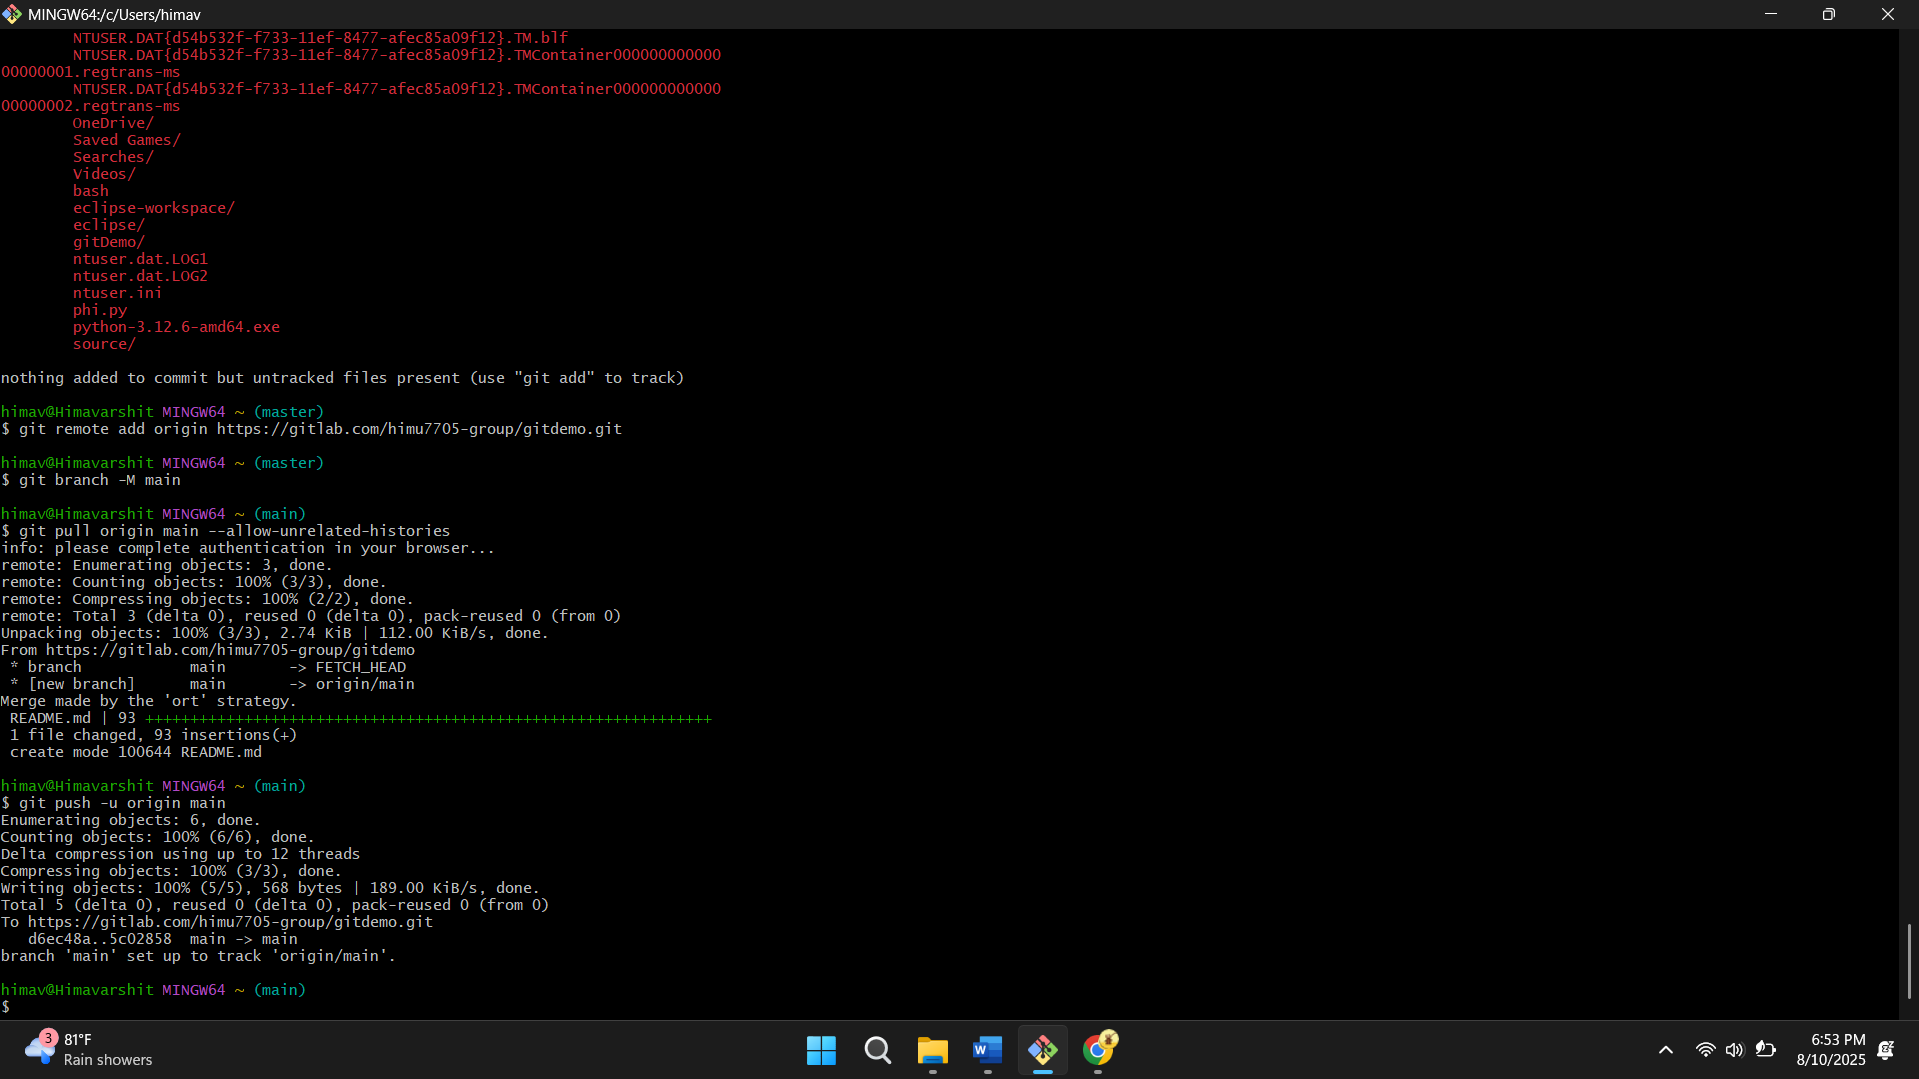 MINGW64:/c/Users/himav
NTUSER.DAT{d54b532f-f733-11ef-8477-afec85a09f12}.TM.blf
NTUSER.DAT{d54b532f-f733-11ef-8477-afec85a09f12}.TMContainer000000000000
00000001.regtrans-ms
NTUSER.DAT{d54b532f-f733-11ef-8477-afec85a09f12}.TMContainer000000000000
00000002.regtrans-ms
OneDrive/
Saved Games/
Searches/
Videos/
bash
eclipse-workspace/
eclipse/
gitDemo/
ntuser.dat.LOG1
ntuser.dat.LOG2
ntuser.ini
phi.py
python-3.12.6-amd64.exe
source/
nothing added to commit but untracked files present (use "git add" to track)
himav@Himavarshit MINGW64 ~ (master)
$ git remote add origin https://gitlab.com/himu7705-group/gitdemo.git
himav@Himavarshit MINGW64 ~ (master)
$ git branch -M main
himav@Himavarshit MINGW64 ~ (main)
$ git pull origin main --allow-unrelated-histories
info: please complete authentication in your browser...
remote: Enumerating objects: 3, done.
remote: Counting objects: 100% (3/3), done.
remote: Compressing objects: 100% (2/2), done.
remote: Total 3 (delta 0), reused 0 (delta 0), pack-reused 0 (from 0)
Unpacking objects: 100% (3/3), 2.74 KiB | 112.00 KiB/s, done.
From https://gitlab.com/himu7705-group/gitdemo
* branch            main       -> FETCH_HEAD
* [new branch]      main       -> origin/main
Merge made by the 'ort' strategy.
README.md | 93 +++++++++++++++++++++++++++++++++++++++++++++++++++++++++++++++
1 file changed, 93 insertions(+)
create mode 100644 README.md
himav@Himavarshit MINGW64 ~ (main)
$ git push -u origin main
Enumerating objects: 6, done.
Counting objects: 100% (6/6), done.
Delta compression using up to 12 threads
Compressing objects: 100% (3/3), done.
Writing objects: 100% (5/5), 568 bytes | 189.00 KiB/s, done.
Total 5 (delta 0), reused 0 (delta 0), pack-reused 0 (from 0)
To https://gitlab.com/himu7705-group/gitdemo.git
d6ec48a..5c02858  main -> main
branch 'main' set up to track 'origin/main'.
himav@Himavarshit MINGW64 ~ (main)
$
3
81°F
Rain showers
W
6:53 PM
8/10/2025